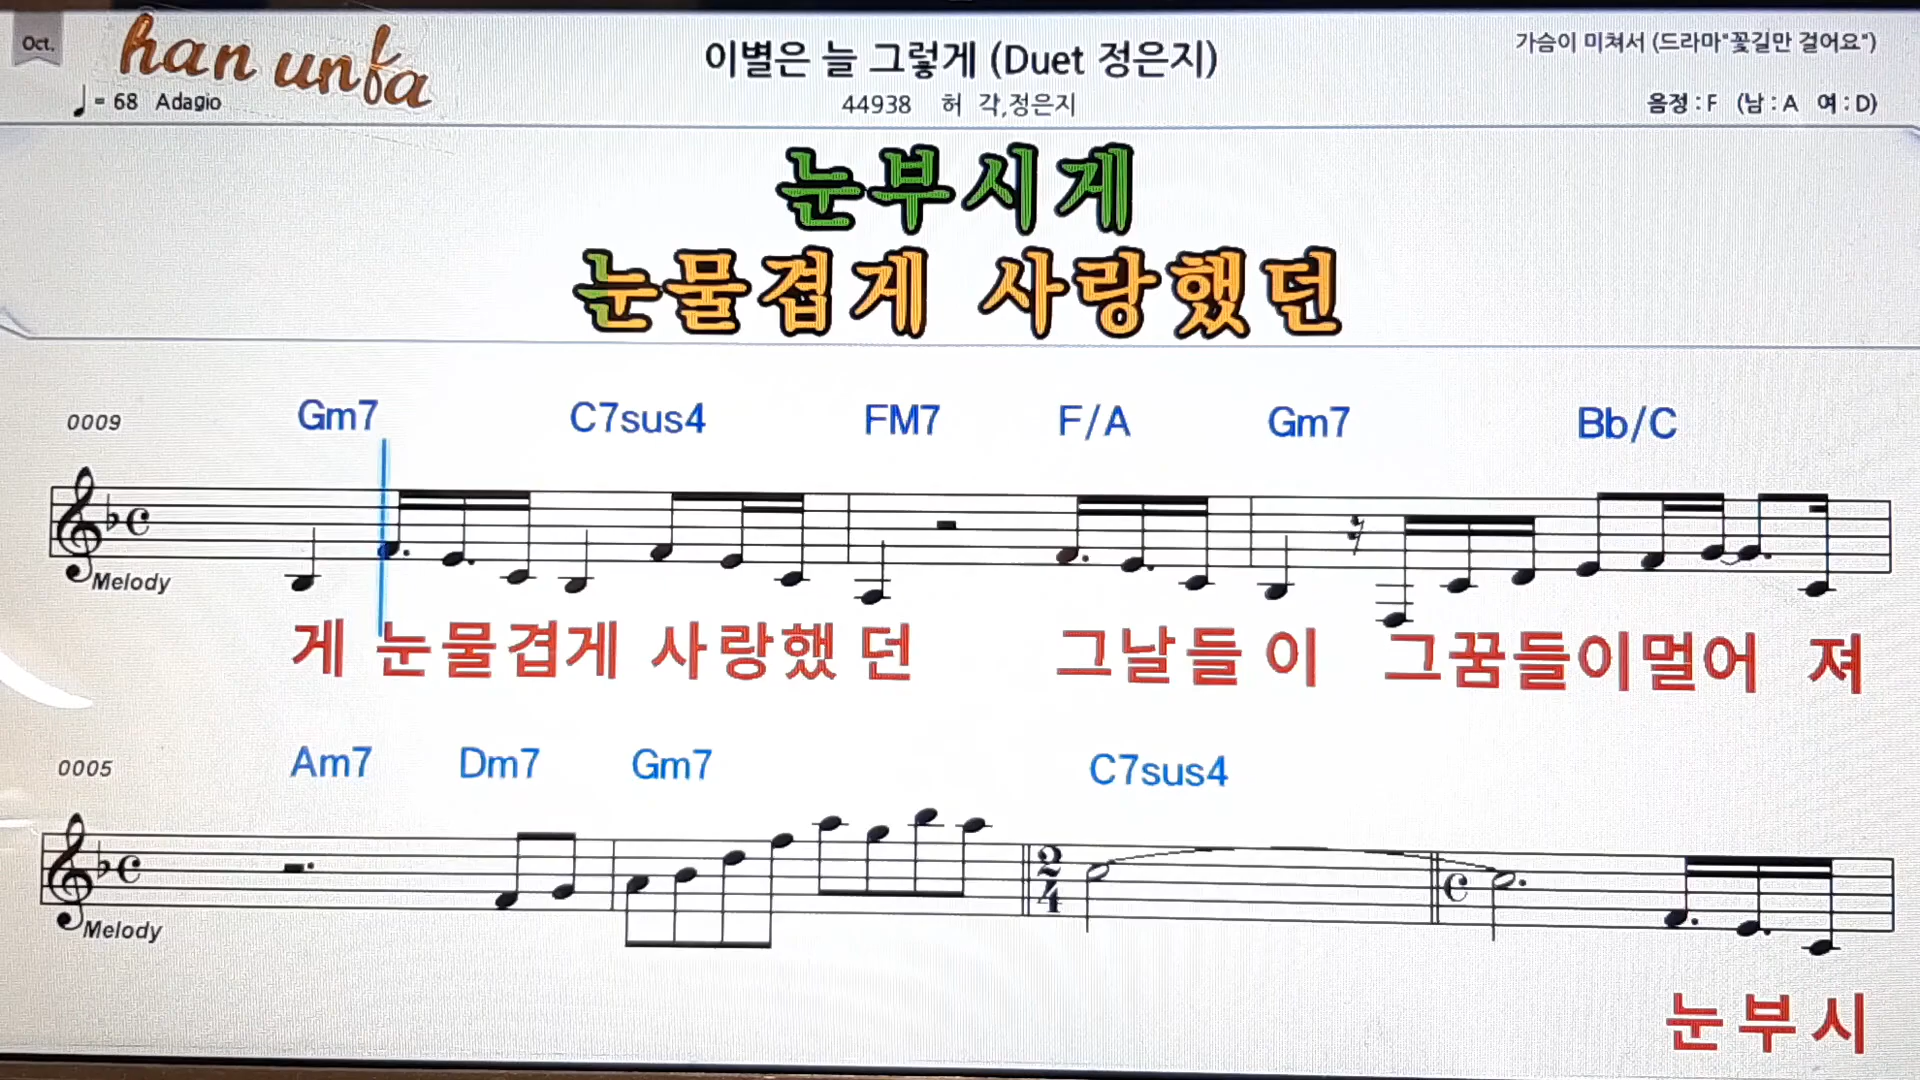 Oct.
han unfa
이별은 늘 그렇게 (Duet 정은지)
가슴이 미쳐서 (드라마"꽃길만 걸어요")
♩= 68 Adagio
44938 허 각,정은지
음정 : F (남 : A 여 : D)
눈부시게
눈물겹게 사랑했던
0009 Gm7 C7sus4 FM7 F/A Gm7 Bb/C
Melody
게 눈물겹게 사랑했던 그날들이 그꿈들이멀어 져
0005 Am7 Dm7 Gm7 C7sus4
2
4
Melody
눈부시